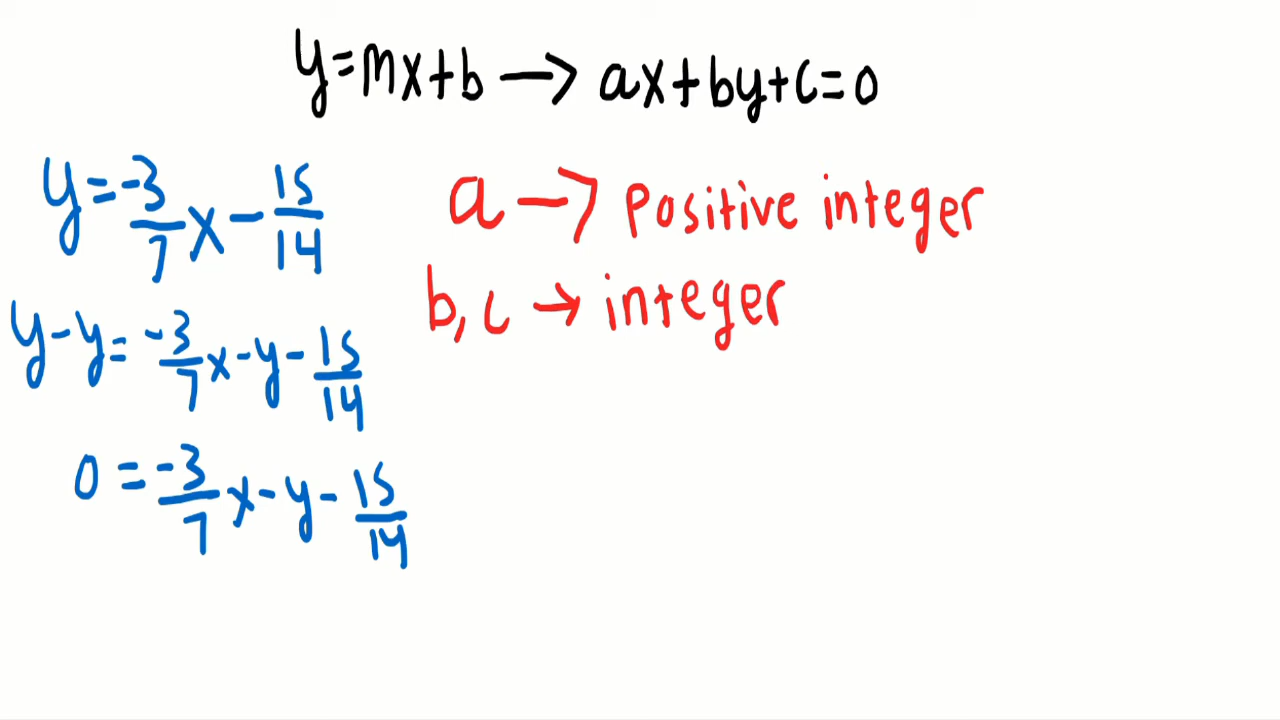 y=mx+b → ax+by+c=0
y=-3/7x-15/14
a → positive integer
b,c → integer
y-y=-3/7x-y-15/14
0=-3/7x-y-15/14